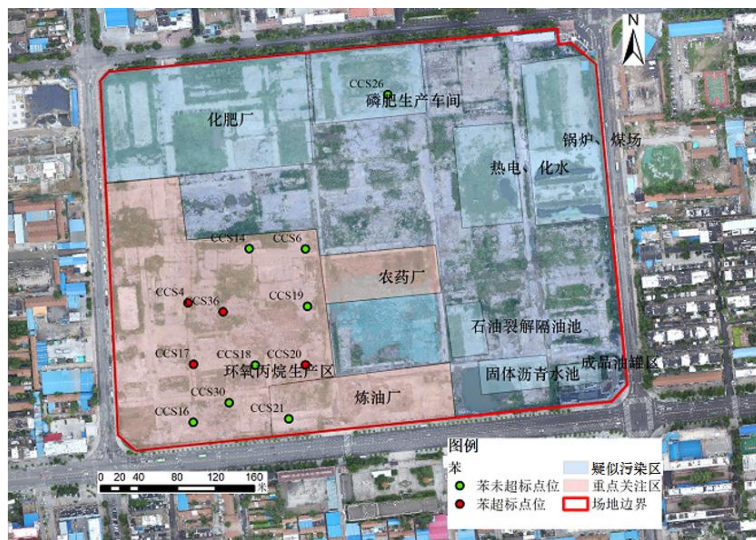 N
CCS26
磷肥生产车间
化肥厂
锅炉、煤场
热电、化水
CCS14
CCS6
农药厂
CCS4
CCS36
CCS19
石油裂解隔油池
CCS17
CCS18
CCS20
环氧丙烷生产区
成品油罐区
固体沥青水池
CCS30
炼油厂
CCS16
CCS21
图例
苯
疑似污染区
苯未超标点位
重点关注区
苯超标点位
场地边界
0 20 40 80 120 160
米